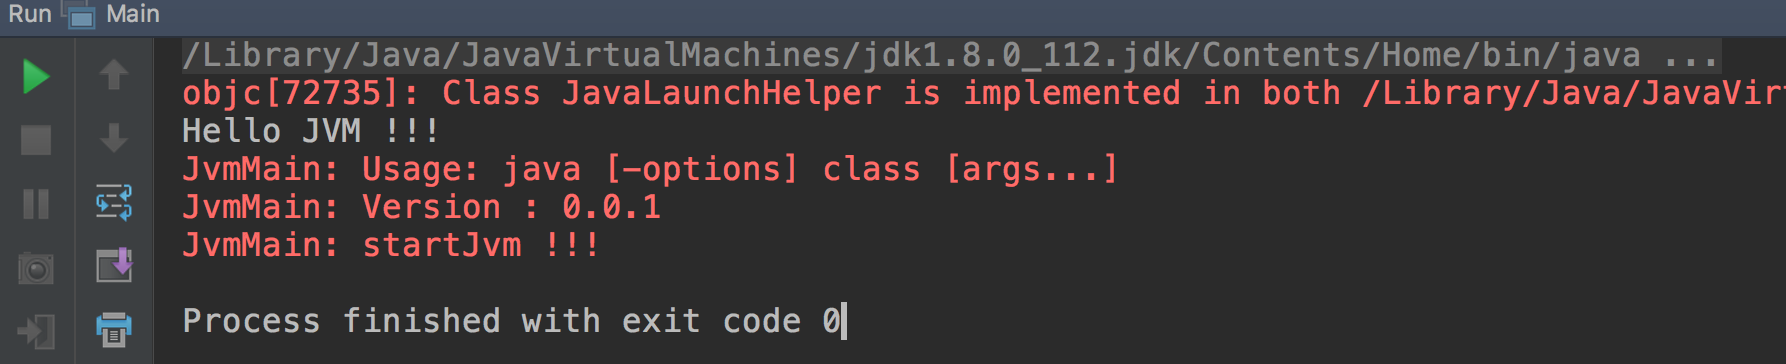 Run Main
/Library/Java/JavaVirtualMachines/jdk1.8.0_112.jdk/Contents/Home/bin/java ...
objc[72735]: Class JavaLaunchHelper is implemented in both /Library/Java/JavaVir
Hello JVM !!!
JvmMain: Usage: java [-options] class [args...]
JvmMain: Version : 0.0.1
JvmMain: startJvm !!!
Process finished with exit code 0